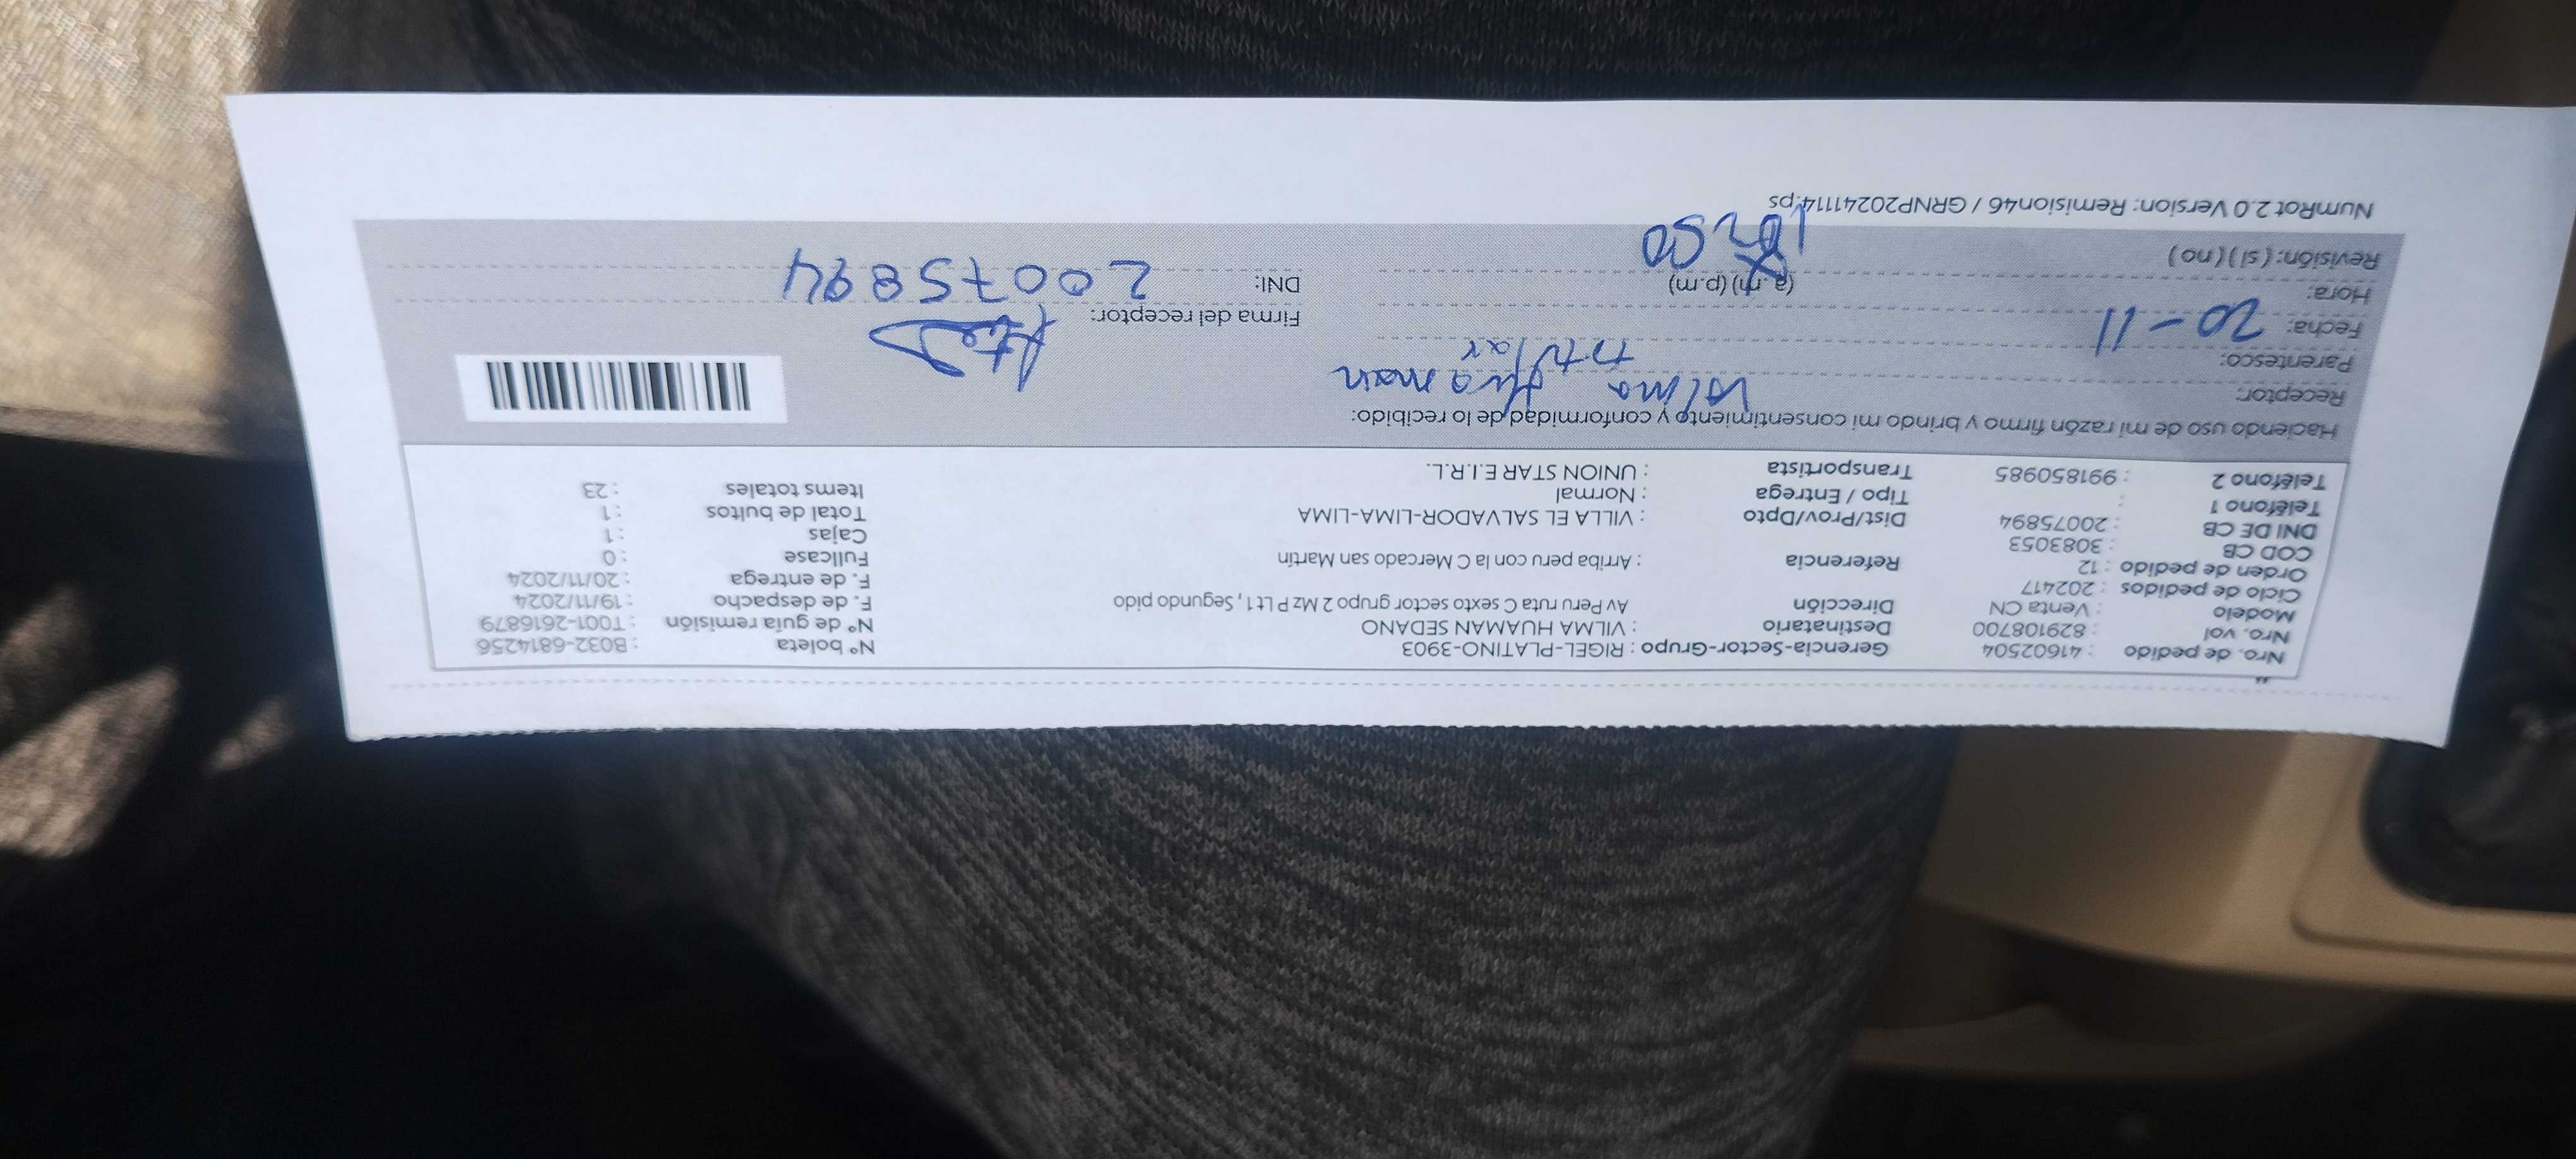 Nro. de pedido : 41602504 Gerencia-Sector-Grupo : RIGEL-PLATINO-3903 Nº boleta : B032-6814256
Nro. vol : 829108700 Destinatario : VILMA HUAMAN SEDANO Nº de guía remisión : T001-2616879
Modelo : Venta CN Dirección Av Peru ruta C sexto sector grupo 2 Mz P Lt 1, Segundo pido F. de despacho : 19/11/2024
Ciclo de pedidos : 202417 F. de entrega : 20/11/2024
Orden de pedido : 12 Referencia : Arriba peru con la C Mercado san Martin Fullcase : 0
COD CB : 3083053 Cajas : 1
DNI DE CB : 20075894 Dist/Prov/Dpto : VILLA EL SALVADOR-LIMA-LIMA Total de bultos : 1
Teléfono 1 : Tipo / Entrega : Normal Items totales : 23
Teléfono 2 : 991850985 Transportista : UNION STAR E.I.R.L.
Haciendo uso de mi razón firmo y brindo mi consentimiento y conformidad de lo recibido:
Receptor: Vilma Huaman
Parentesco: titular
Fecha: 20-11 Firma del receptor:
Hora: (a.m) (p.m) DNI: 20075894
Revisión: (si) (no)
NumRot 2.0 Version: Remision46 / GRNP20241114.ps